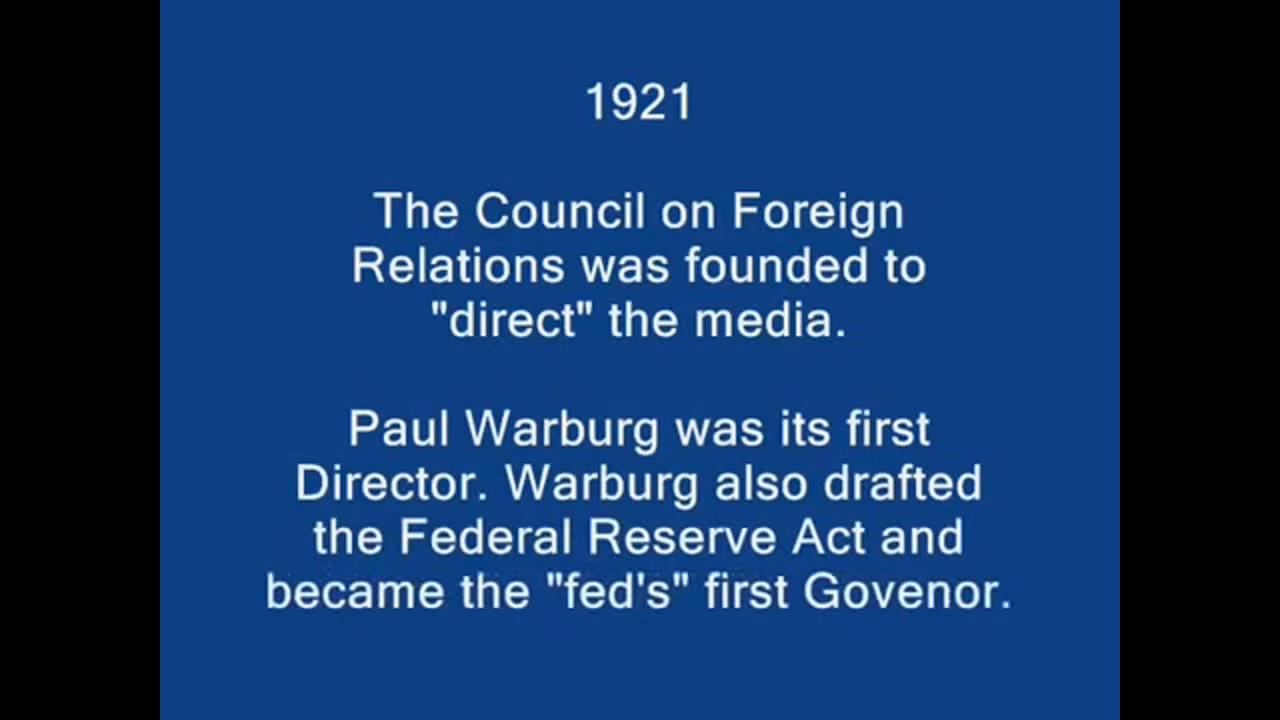 1921
The Council on Foreign
Relations was founded to
"direct" the media.
Paul Warburg was its first
Director. Warburg also drafted
the Federal Reserve Act and
became the "fed's" first Govenor.